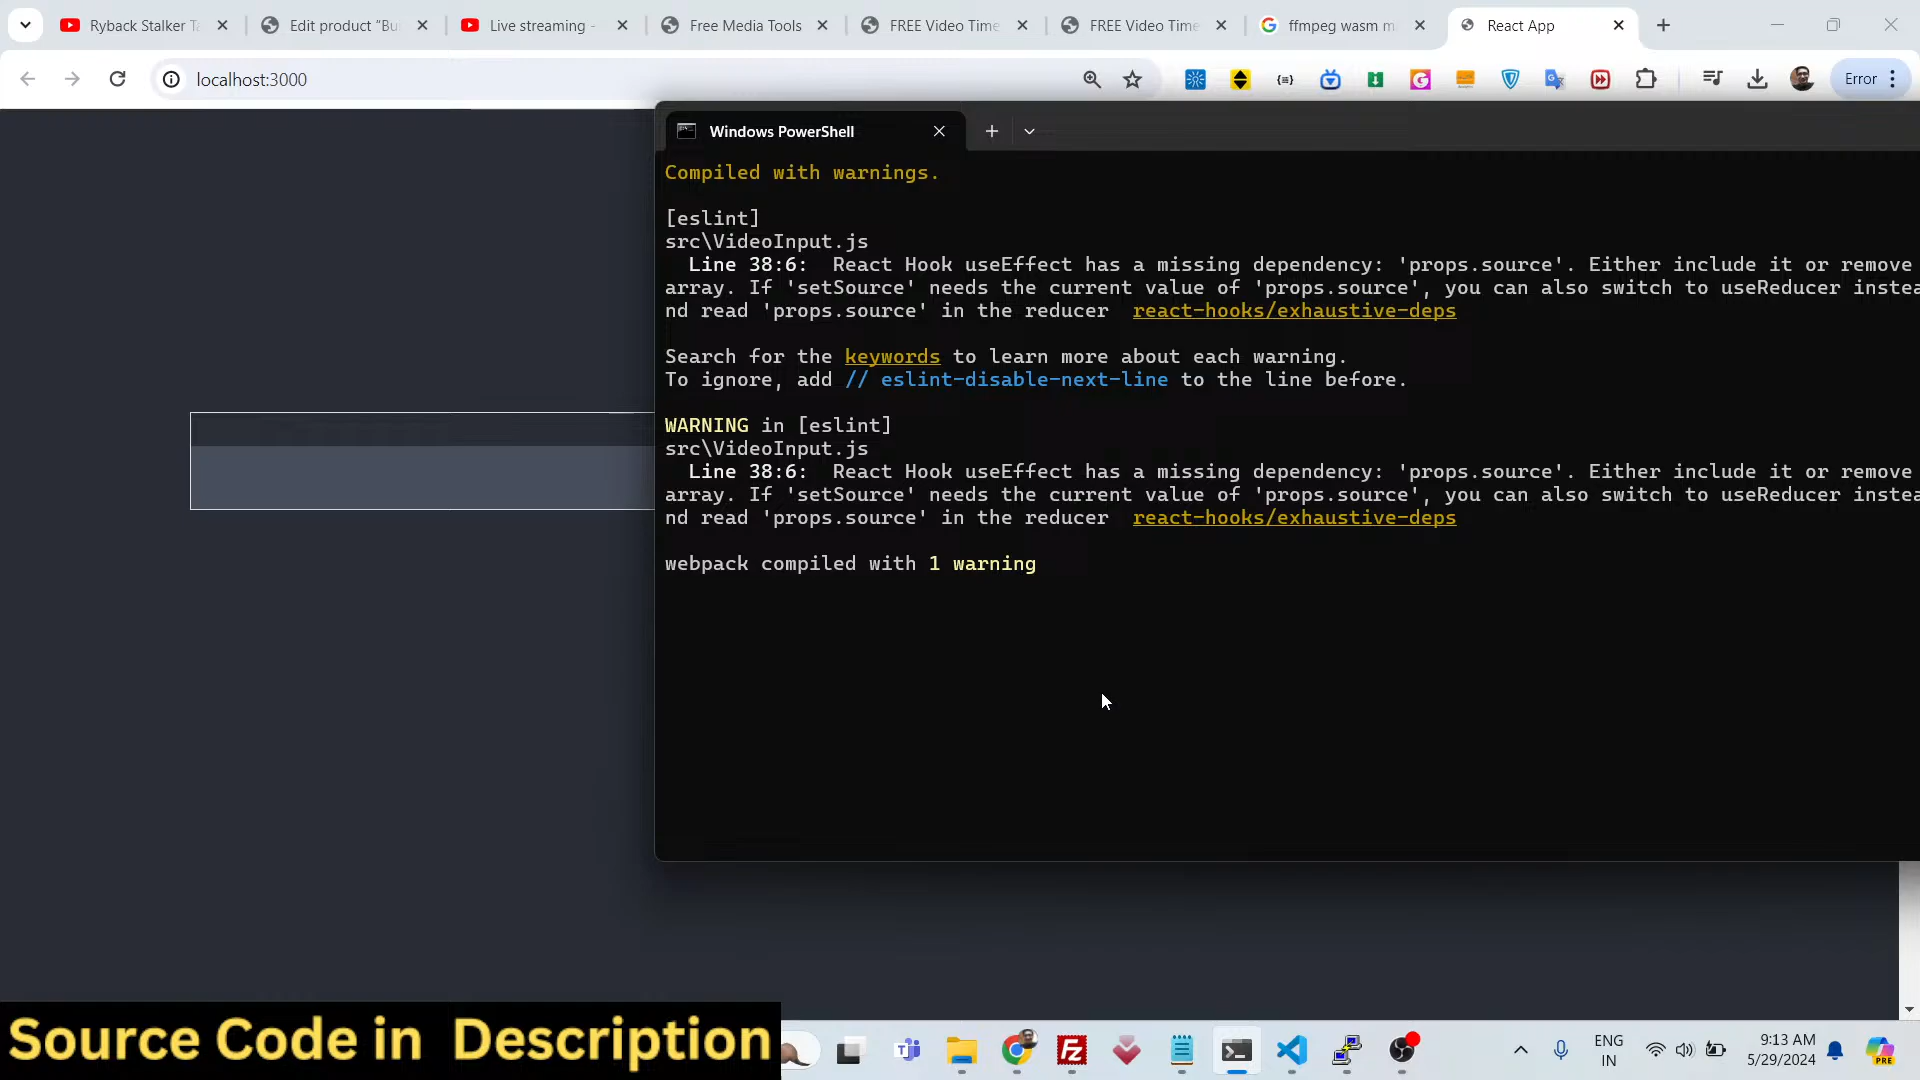 Ryback Stalker Ta
Edit product “Bu
Live streaming -
Free Media Tools
FREE Video Time
FREE Video Time
ffmpeg wasm m
React App
localhost:3000
Error
Windows PowerShell
Compiled with warnings.
[eslint]
src\VideoInput.js
Line 38:6: React Hook useEffect has a missing dependency: 'props.source'. Either include it or remove
array. If 'setSource' needs the current value of 'props.source', you can also switch to useReducer instea
nd read 'props.source' in the reducer react-hooks/exhaustive-deps
Search for the keywords to learn more about each warning.
To ignore, add // eslint-disable-next-line to the line before.
WARNING in [eslint]
src\VideoInput.js
Line 38:6: React Hook useEffect has a missing dependency: 'props.source'. Either include it or remove
array. If 'setSource' needs the current value of 'props.source', you can also switch to useReducer instea
nd read 'props.source' in the reducer react-hooks/exhaustive-deps
webpack compiled with 1 warning
Source Code in Description
ENG
IN
9:13 AM
5/29/2024
PRE